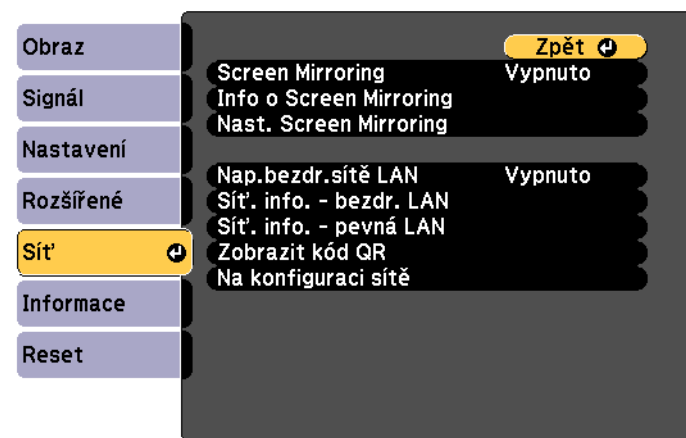 Obraz
Signál
Nastavení
Rozšířené
Síť
Informace
Reset
Zpět
Screen Mirroring Vypnuto
Info o Screen Mirroring
Nast. Screen Mirroring
Nap.bezdr.sítě LAN Vypnuto
Síť. info. - bezdr. LAN
Síť. info. - pevná LAN
Zobrazit kód QR
Na konfiguraci sítě